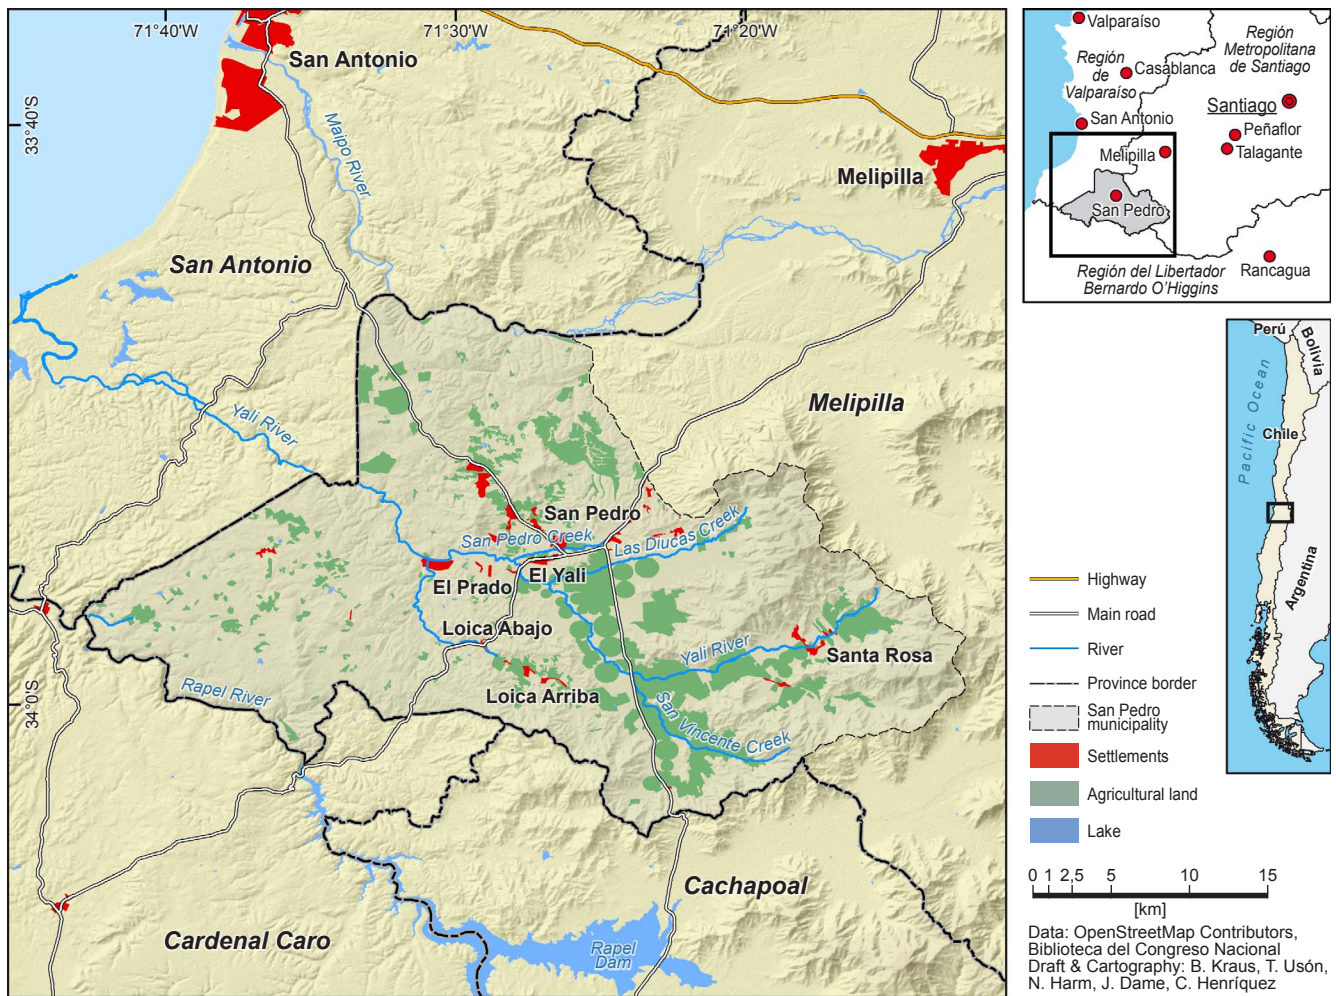 71°40'W
71°30'W
71°20'W
33°40'S
34°0'S
San Antonio
Maipo River
Melipilla
San Antonio
Melipilla
Yali River
San Pedro
San Pedro Creek
Las Diucas Creek
El Prado
El Yali
Loica Abajo
Yali River
Santa Rosa
Loica Arriba
Rapel River
San Vincente Creek
Cachapoal
Cardenal Caro
Rapel
Dam
Valparaíso
Región
Metropolitana
de Santiago
Región
de
Valparaíso
Casablanca
Santiago
San Antonio
Peñaflor
Melipilla
Talagante
San Pedro
Región del Libertador
Bernardo O'Higgins
Rancagua
Perú
Bolivia
Pacific Ocean
Chile
Argentina
Highway
Main road
River
Province border
San Pedro
municipality
Settlements
Agricultural land
Lake
0 1 2,5 5 10 15
[km]
Data: OpenStreetMap Contributors,
Biblioteca del Congreso Nacional
Draft & Cartography: B. Kraus, T. Usón,
N. Harm, J. Dame, C. Henríquez